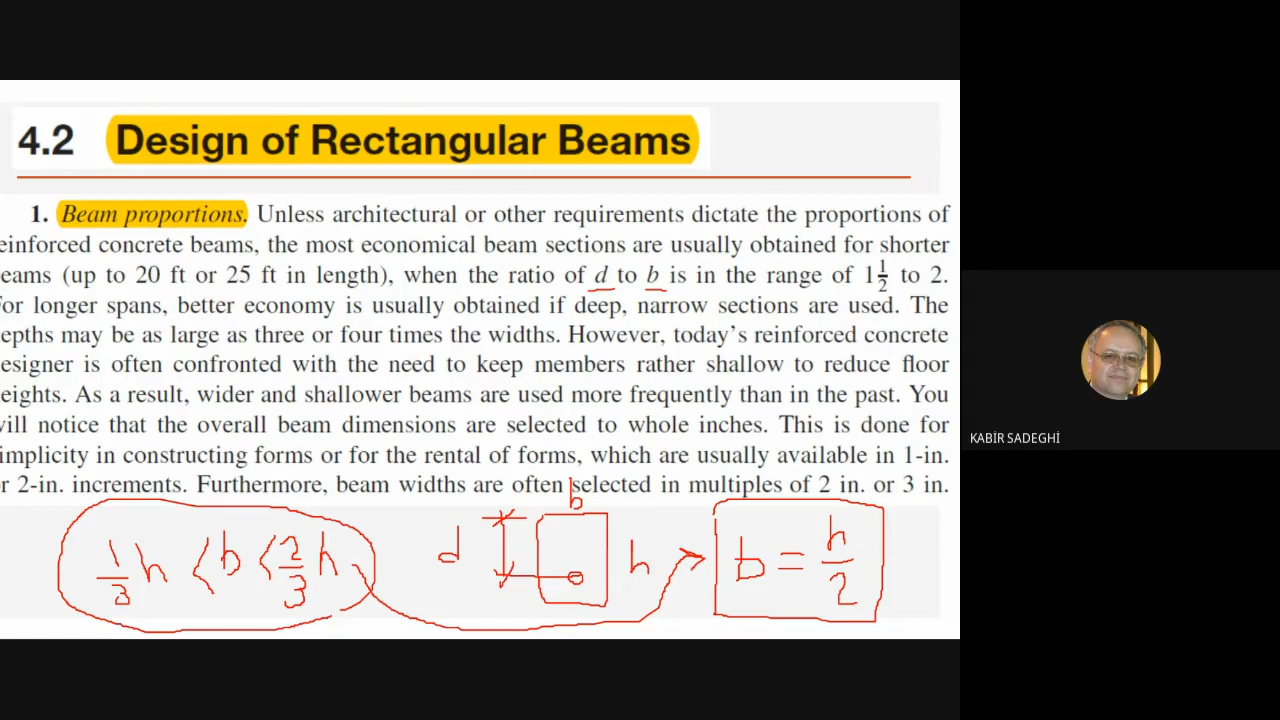 4.2 Design of Rectangular Beams
1. Beam proportions. Unless architectural or other requirements dictate the proportions of
einforced concrete beams, the most economical beam sections are usually obtained for shorter
eams (up to 20 ft or 25 ft in length), when the ratio of d to b is in the range of 1 1/2 to 2.
or longer spans, better economy is usually obtained if deep, narrow sections are used. The
epths may be as large as three or four times the widths. However, today’s reinforced concrete
esigner is often confronted with the need to keep members rather shallow to reduce floor
eights. As a result, wider and shallower beams are used more frequently than in the past. You
will notice that the overall beam dimensions are selected to whole inches. This is done for
implicity in constructing forms or for the rental of forms, which are usually available in 1-in.
r 2-in. increments. Furthermore, beam widths are often selected in multiples of 2 in. or 3 in.
b
1/3 h < b < 2/3 h, d h b = h/2
KABİR SADEGHİ